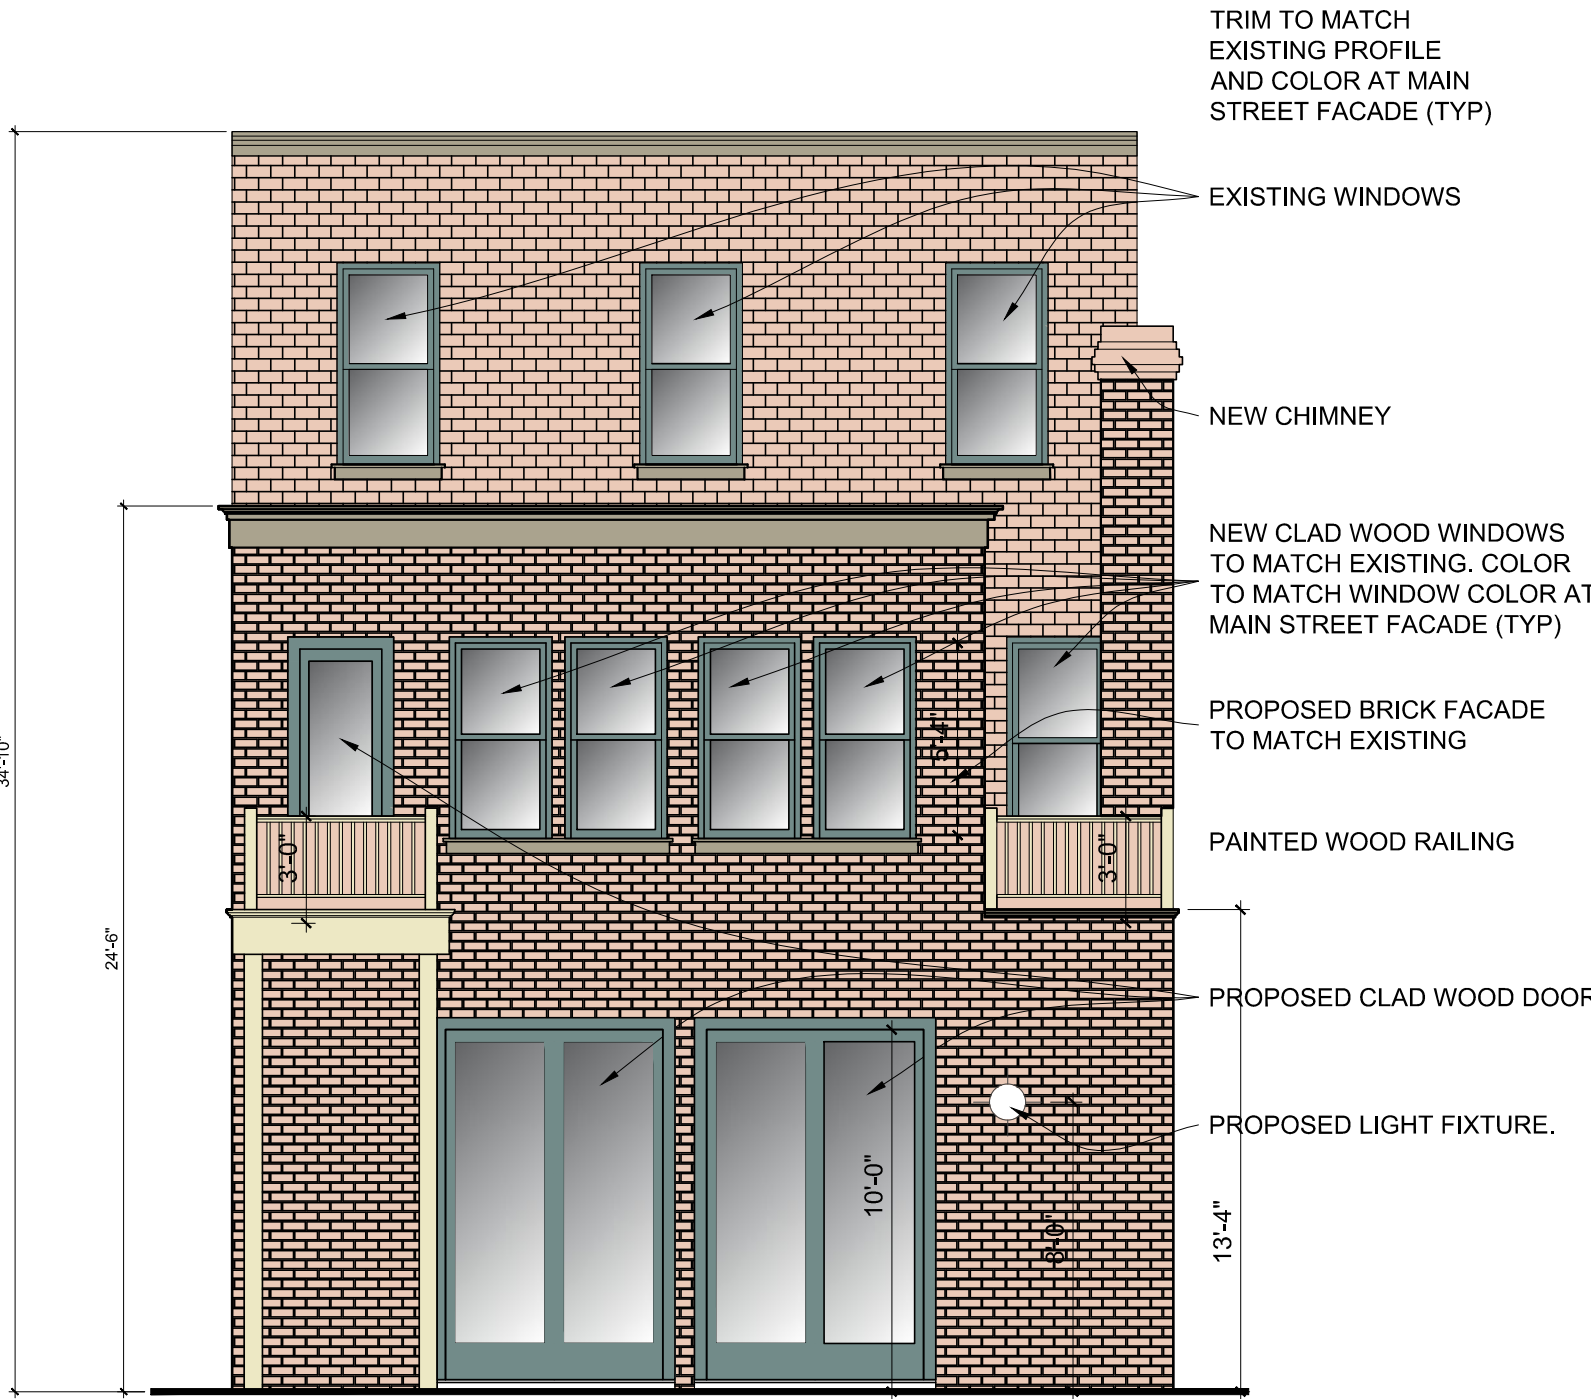 TRIM TO MATCH
EXISTING PROFILE
AND COLOR AT MAIN
STREET FACADE (TYP)
EXISTING WINDOWS
NEW CHIMNEY
NEW CLAD WOOD WINDOWS
TO MATCH EXISTING. COLOR
TO MATCH WINDOW COLOR AT
MAIN STREET FACADE (TYP)
PROPOSED BRICK FACADE
TO MATCH EXISTING
34'-10"
5'-4"
PAINTED WOOD RAILING
3'-0"
3'-0"
24'-6"
PROPOSED CLAD WOOD DOOR
PROPOSED LIGHT FIXTURE.
10'-0"
8'-0"
13'-4"